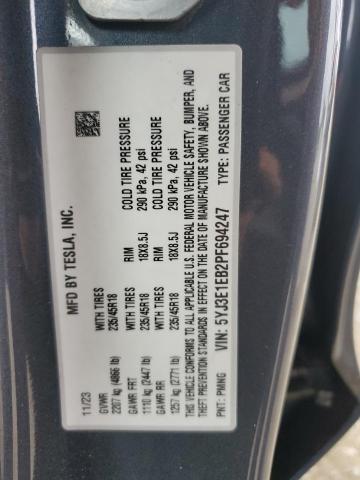 MFD BY TESLA, INC.
11/23
GVWR WITH TIRES RIM COLD TIRE PRESSURE
2207 kg (4866 lb) 235/45R18 18X8.5J 290 kPa, 42 psi
GAWR FRT WITH TIRES RIM COLD TIRE PRESSURE
1110 kg (2447 lb) 235/45R18 18X8.5J 290 kPa, 42 psi
GAWR RR
1257 kg (2771 lb)
THIS VEHICLE CONFORMS TO ALL APPLICABLE U.S. FEDERAL MOTOR VEHICLE SAFETY, BUMPER, AND
THEFT PREVENTION STANDARDS IN EFFECT ON THE DATE OF MANUFACTURE SHOWN ABOVE.
PNT: PMNG VIN: 5YJ3E1EB2PF694247 TYPE: PASSENGER CAR